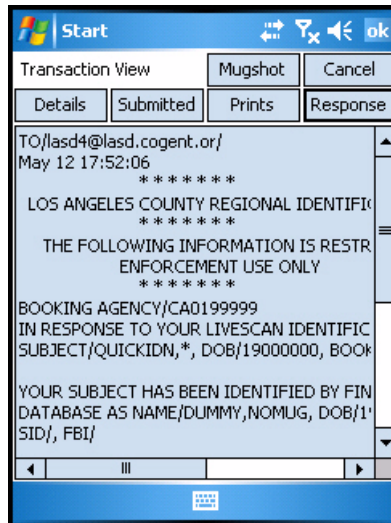 Start
ok
Transaction View
Mugshot
Cancel
Details
Submitted
Prints
Response
TO/lasd4@lasd.cogent.or/
May 12 17:52:06
* * * * * * *
LOS ANGELES COUNTY REGIONAL IDENTIFI
* * * * * * *
THE FOLLOWING INFORMATION IS RESTR
ENFORCEMENT USE ONLY
* * * * * * *
BOOKING AGENCY/CA0199999
IN RESPONSE TO YOUR LIVESCAN IDENTIFIC
SUBJECT/QUICKIDN,*, DOB/19000000, BOOK
YOUR SUBJECT HAS BEEN IDENTIFIED BY FIN
DATABASE AS NAME/DUMMY,NOMUG, DOB/1
SID/, FBI/